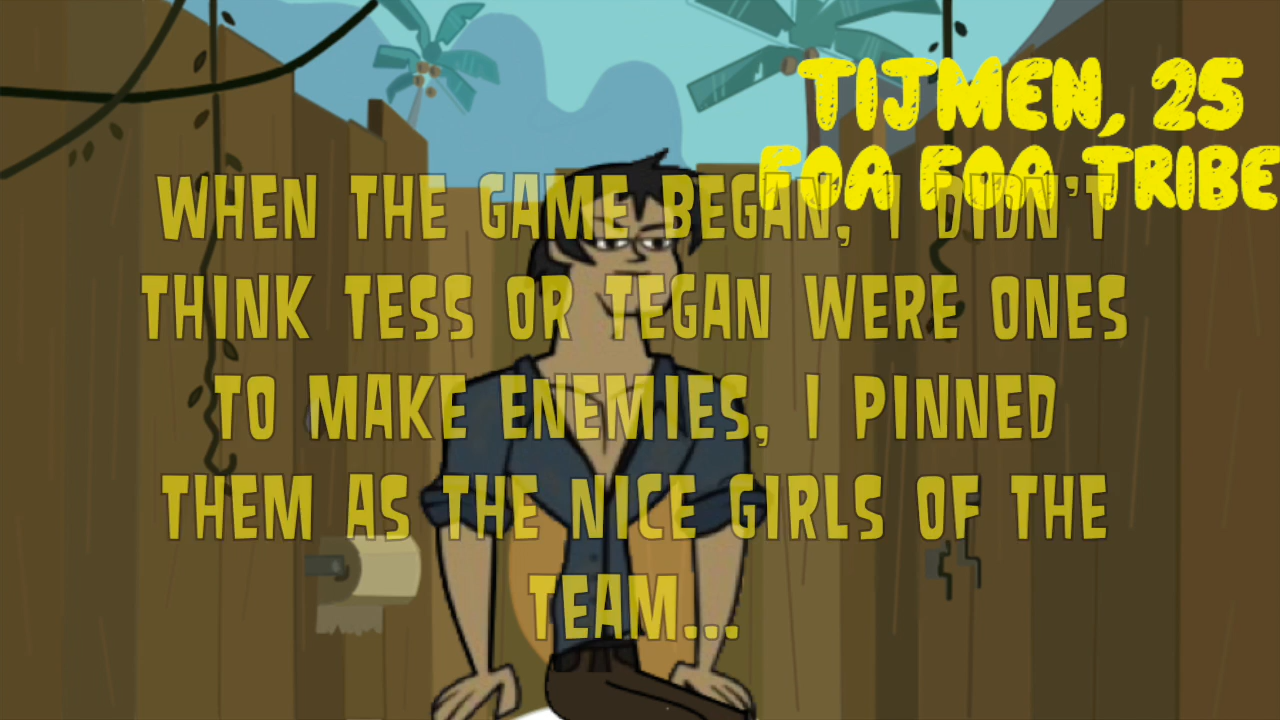 TIJMEN, 25
FOA FOA TRIBE
WHEN THE GAME BEGAN, I DIDN'T
THINK TESS OR TEGAN WERE ONES
TO MAKE ENEMIES, I PINNED
THEM AS THE NICE GIRLS OF THE
TEAM...